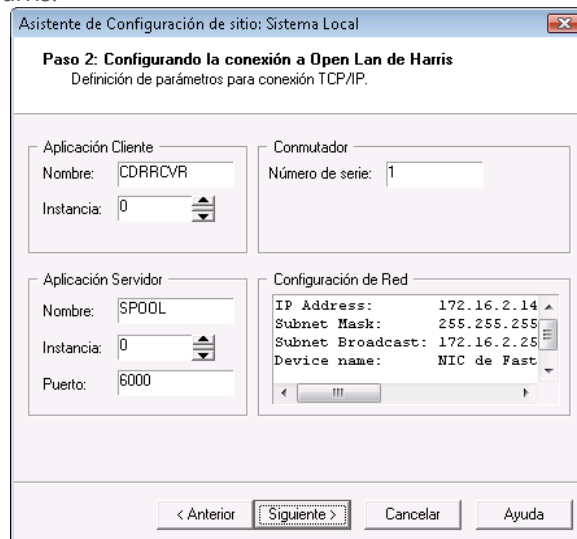 Asistente de Configuración de sitio: Sistema Local
Paso 2: Configurando la conexión a Open Lan de Harris
Definición de parámetros para conexión TCP/IP.
Aplicación Cliente
Nombre: CDRRCVR
Instancia: 0
Conmutador
Número de serie: 1
Aplicación Servidor
Nombre: SPOOL
Instancia: 0
Puerto: 6000
Configuración de Red
IP Address: 172.16.2.14
Subnet Mask: 255.255.255
Subnet Broadcast: 172.16.2.25
Device name: NIC de Fast
< Anterior
Siguiente >
Cancelar
Ayuda